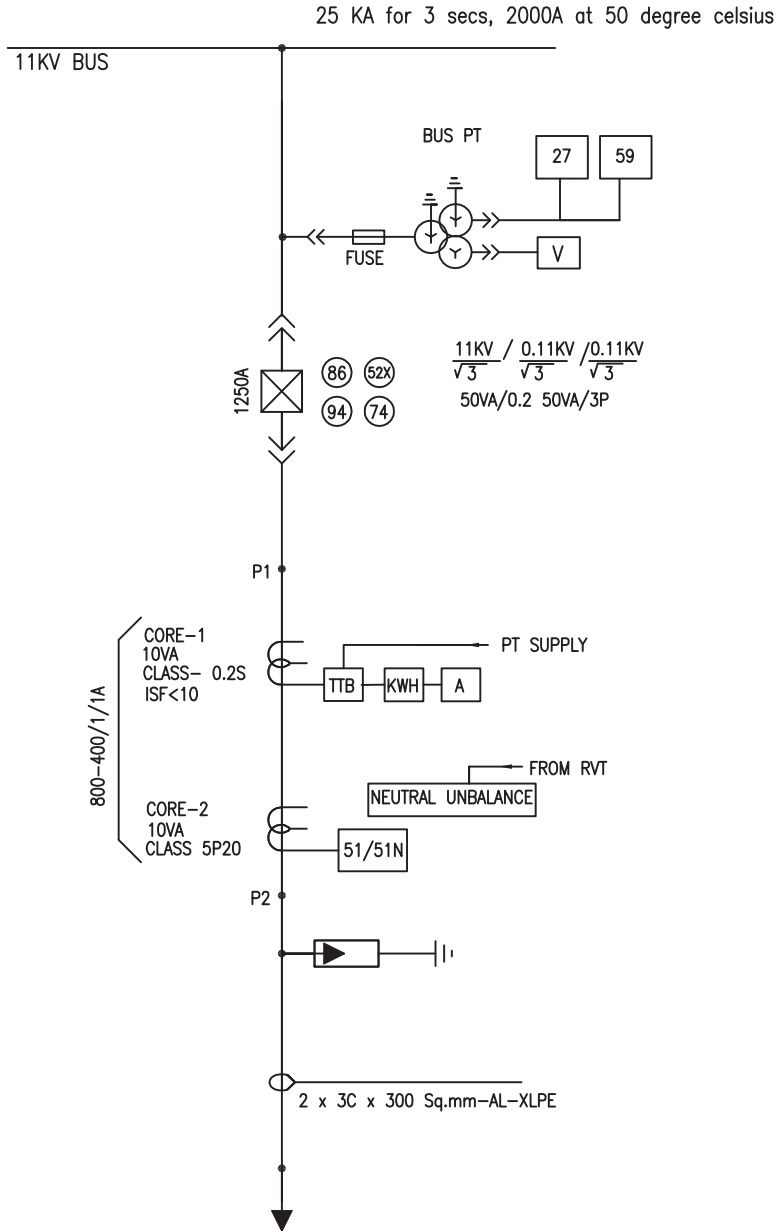 25 KA for 3 secs, 2000A at 50 degree celsius
11KV BUS
BUS PT
27
59
FUSE
V
11KV/√3 / 0.11KV/√3 / 0.11KV/√3
50VA/0.2 50VA/3P
1250A
86
52X
94
74
P1
CORE-1
10VA
CLASS- 0.2S
ISF<10
PT SUPPLY
TTB
KWH
A
800-400/1/1A
FROM RVT
NEUTRAL UNBALANCE
CORE-2
10VA
CLASS 5P20
51/51N
P2
2 x 3C x 300 Sq.mm-AL-XLPE